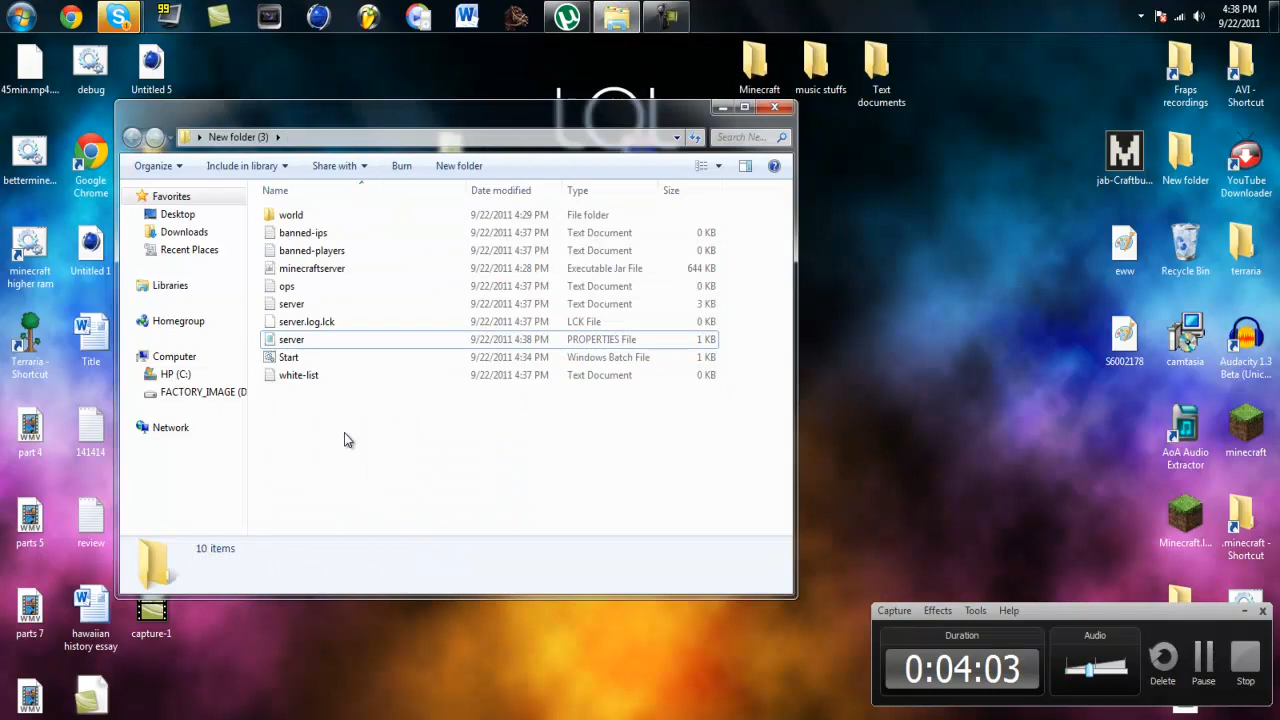 99
4:38 PM
9/22/2011
45min.mp4....
debug
Untitled 5
Minecraft
music stuffs
Text
documents
Fraps
recordings
AVI -
Shortcut
LOL
New folder (3)
Search Ne...
bettermine...
Google
Chrome
jab-Craftbu...
New folder
YouTube
Downloader
Organize
Include in library
Share with
Burn
New folder
Favorites
Desktop
Downloads
Recent Places
Libraries
Homegroup
Computer
HP (C:)
FACTORY_IMAGE (D
Network
Name
Date modified
Type
Size
world 9/22/2011 4:29 PM File folder
banned-ips 9/22/2011 4:37 PM Text Document 0 KB
banned-players 9/22/2011 4:37 PM Text Document 0 KB
minecraftserver 9/22/2011 4:28 PM Executable Jar File 644 KB
ops 9/22/2011 4:37 PM Text Document 0 KB
server 9/22/2011 4:37 PM Text Document 3 KB
server.log.lck 9/22/2011 4:37 PM LCK File 0 KB
server 9/22/2011 4:38 PM PROPERTIES File 1 KB
Start 9/22/2011 4:34 PM Windows Batch File 1 KB
white-list 9/22/2011 4:37 PM Text Document 0 KB
10 items
minecraft
higher ram
Untitled 1
eww
Recycle Bin
terraria
Terraria -
Shortcut
Title
S6002178
camtasia
Audacity 1.3
Beta (Unic...
part 4
141414
AoA Audio
Extractor
minecraft
parts 5
review
Minecraft.l...
.minecraft -
Shortcut
parts 7
hawaiian
history essay
capture-1
WMV
WMV
WMV
WMV
Capture Effects Tools Help
Duration
0:04:03
Audio
Delete
Pause
Stop